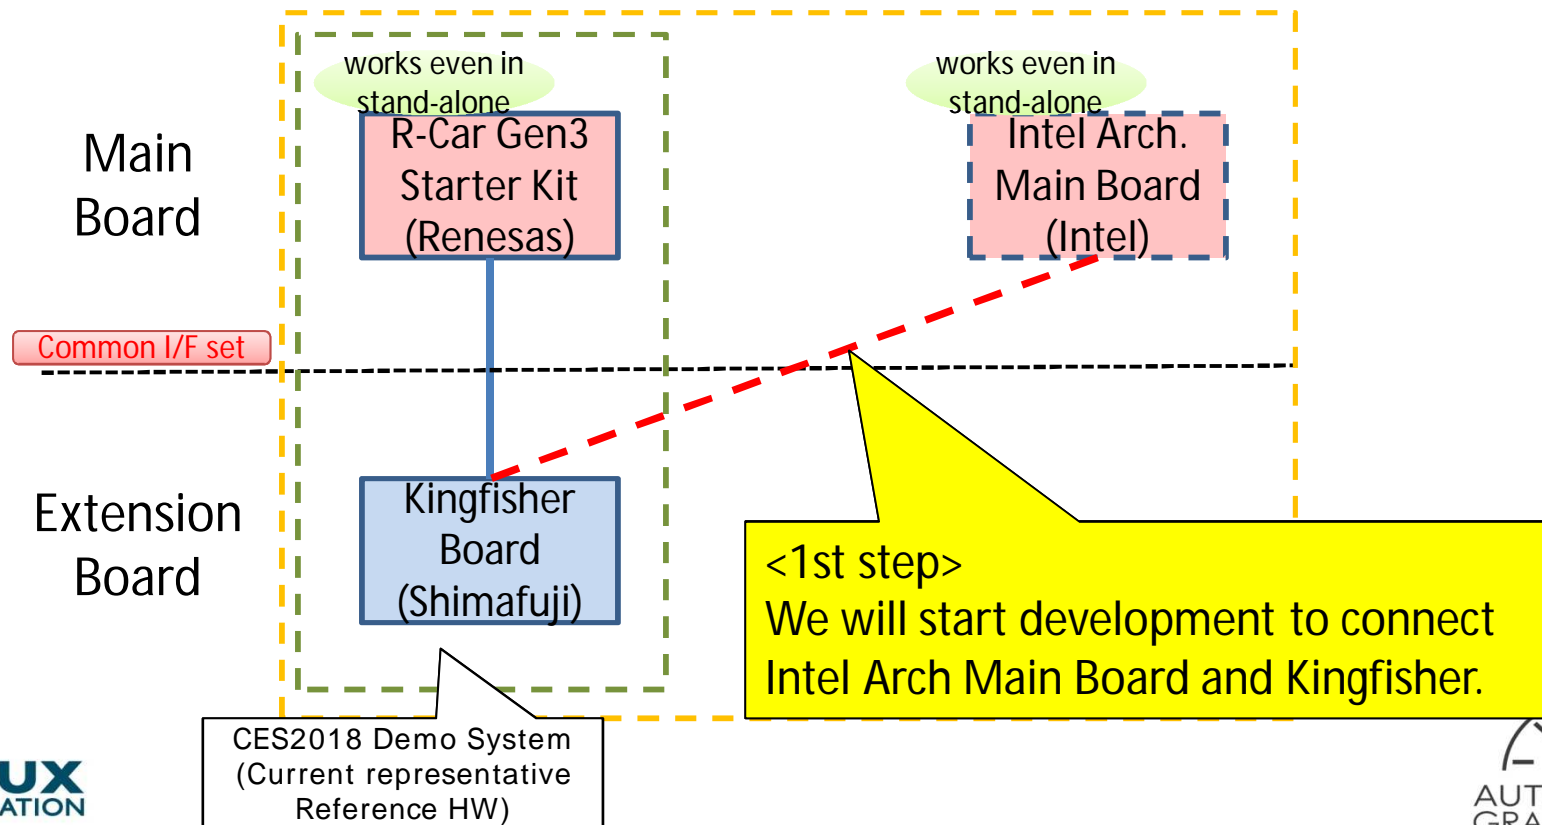 works even in
stand-alone
works even in
stand-alone
Main
Board
R-Car Gen3
Starter Kit
(Renesas)
Intel Arch.
Main Board
(Intel)
Common I/F set
Extension
Board
Kingfisher
Board
(Shimafuji)
<1st step>
We will start development to connect
Intel Arch Main Board and Kingfisher.
CES2018 Demo System
(Current representative
Reference HW)
UX
ATION
AUT
GRA